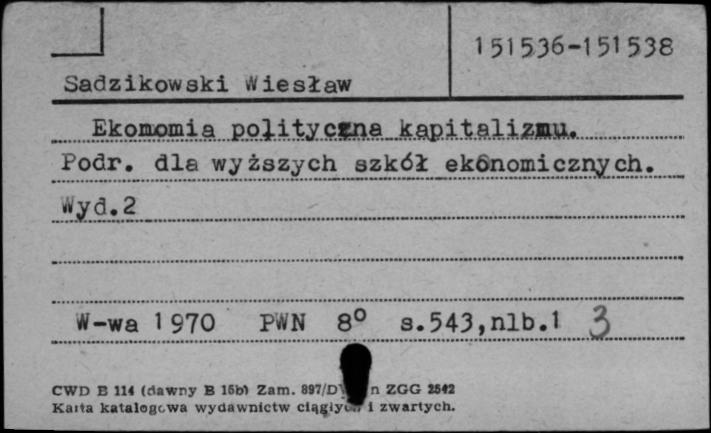 151536-151538
Sadzikowski Wiesław
Ekonomia polityczna kapitalizmu.
Podr. dla wyższych szkół ekonomicznych.
Wyd.2
W-wa 1970 PWN 8° s.543,nlb.1 3
CWD B 114 (dawny B 15b) Zam. 897/D n ZGG 2542
Karta katalogowa wydawnictw ciągłych i zwartych.